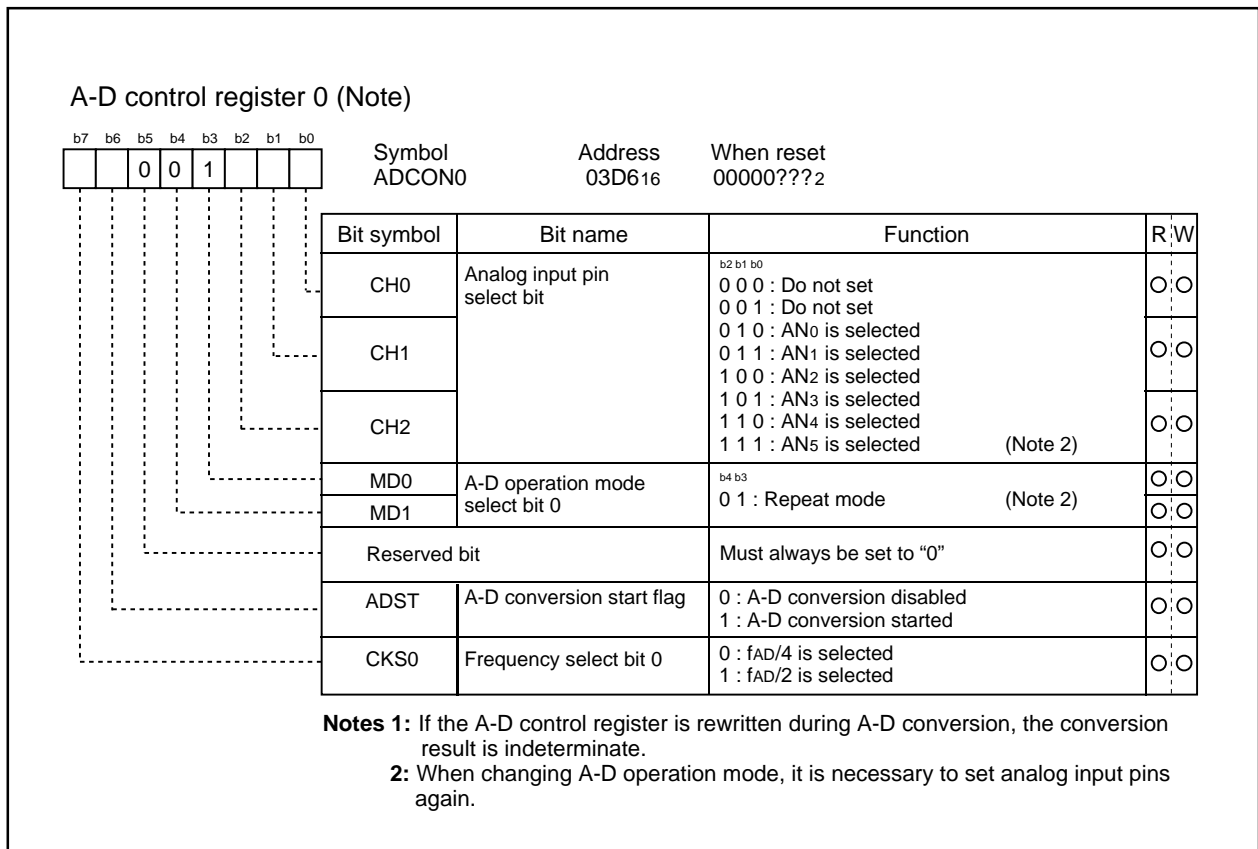 A-D control register 0 (Note)
b7 b6 b5 b4 b3 b2 b1 b0
0 0 1
Symbol Address When reset
ADCON0 03D616 00000???2
Bit symbol Bit name Function R W
CH0 Analog input pin select bit
b2 b1 b0
0 0 0 : Do not set
0 0 1 : Do not set
0 1 0 : AN0 is selected
0 1 1 : AN1 is selected
1 0 0 : AN2 is selected
1 0 1 : AN3 is selected
1 1 0 : AN4 is selected
1 1 1 : AN5 is selected (Note 2)
CH1
CH2
MD0 A-D operation mode select bit 0
MD1
b4 b3
0 1 : Repeat mode (Note 2)
Reserved bit Must always be set to “0”
ADST A-D conversion start flag
0 : A-D conversion disabled
1 : A-D conversion started
CKS0 Frequency select bit 0
0 : fAD/4 is selected
1 : fAD/2 is selected
Notes 1: If the A-D control register is rewritten during A-D conversion, the conversion
result is indeterminate.
2: When changing A-D operation mode, it is necessary to set analog input pins
again.